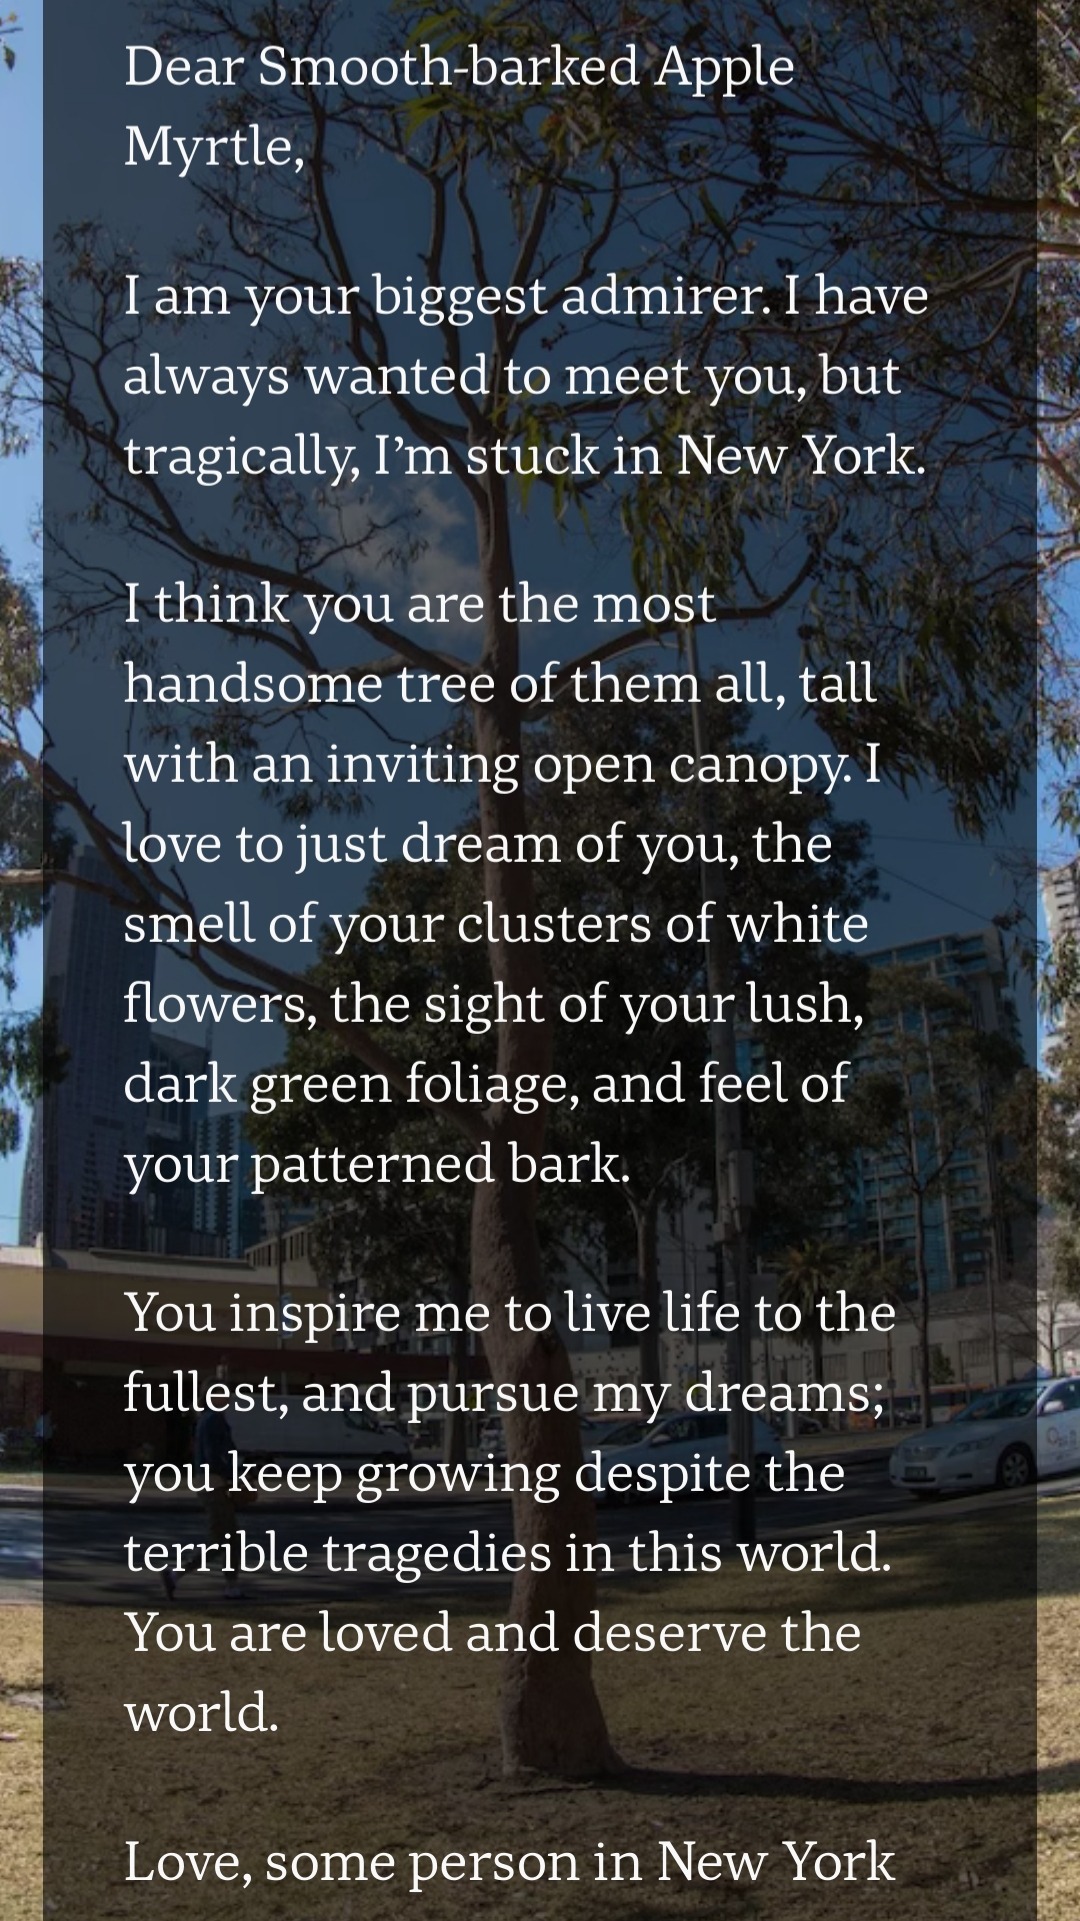 Dear Smooth-barked Apple
Myrtle,
I am your biggest admirer. I have
always wanted to meet you, but
tragically, I’m stuck in New York.
I think you are the most
handsome tree of them all, tall
with an inviting open canopy. I
love to just dream of you, the
smell of your clusters of white
flowers, the sight of your lush,
dark green foliage, and feel of
your patterned bark.
You inspire me to live life to the
fullest, and pursue my dreams;
you keep growing despite the
terrible tragedies in this world.
You are loved and deserve the
world.
Love, some person in New York